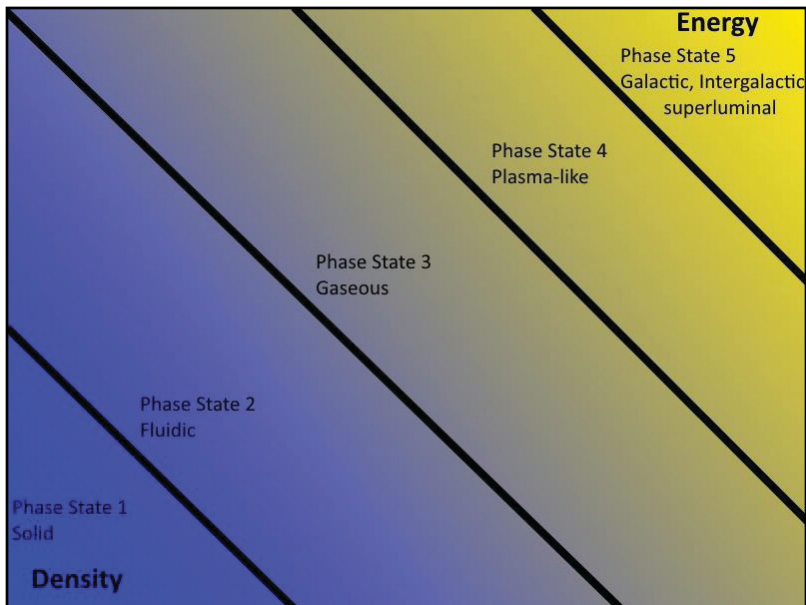 Energy
Phase State 5
Galactic, Intergalactic
superluminal
Phase State 4
Plasma-like
Phase State 3
Gaseous
Phase State 2
Fluidic
Phase State 1
Solid
Density